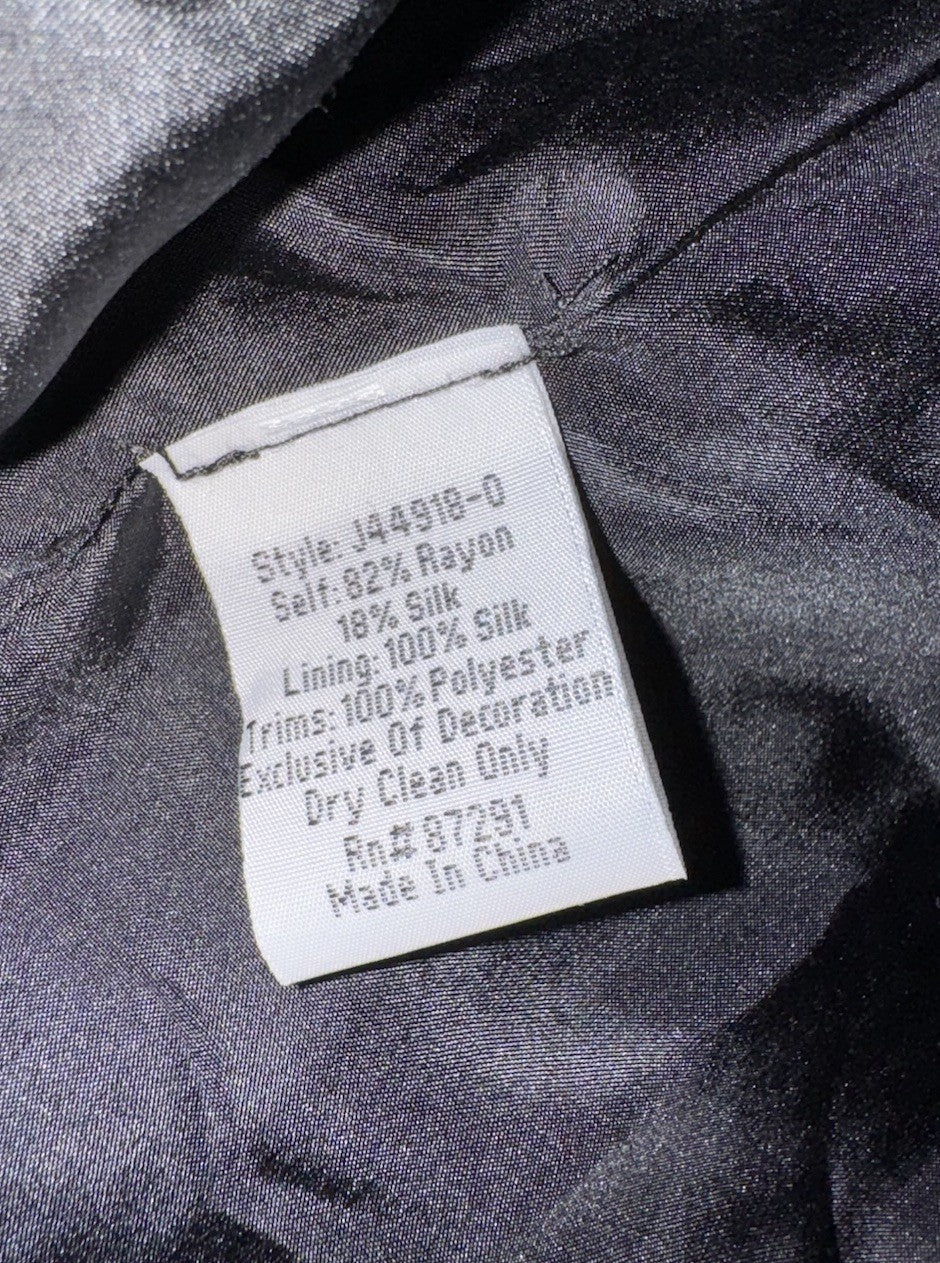 Style: J44918-0
Self: 82% Rayon
18% Silk
Lining: 100% Silk
Trims: 100% Polyester
Exclusive Of Decoration
Dry Clean Only
Rn# 87291
Made In China